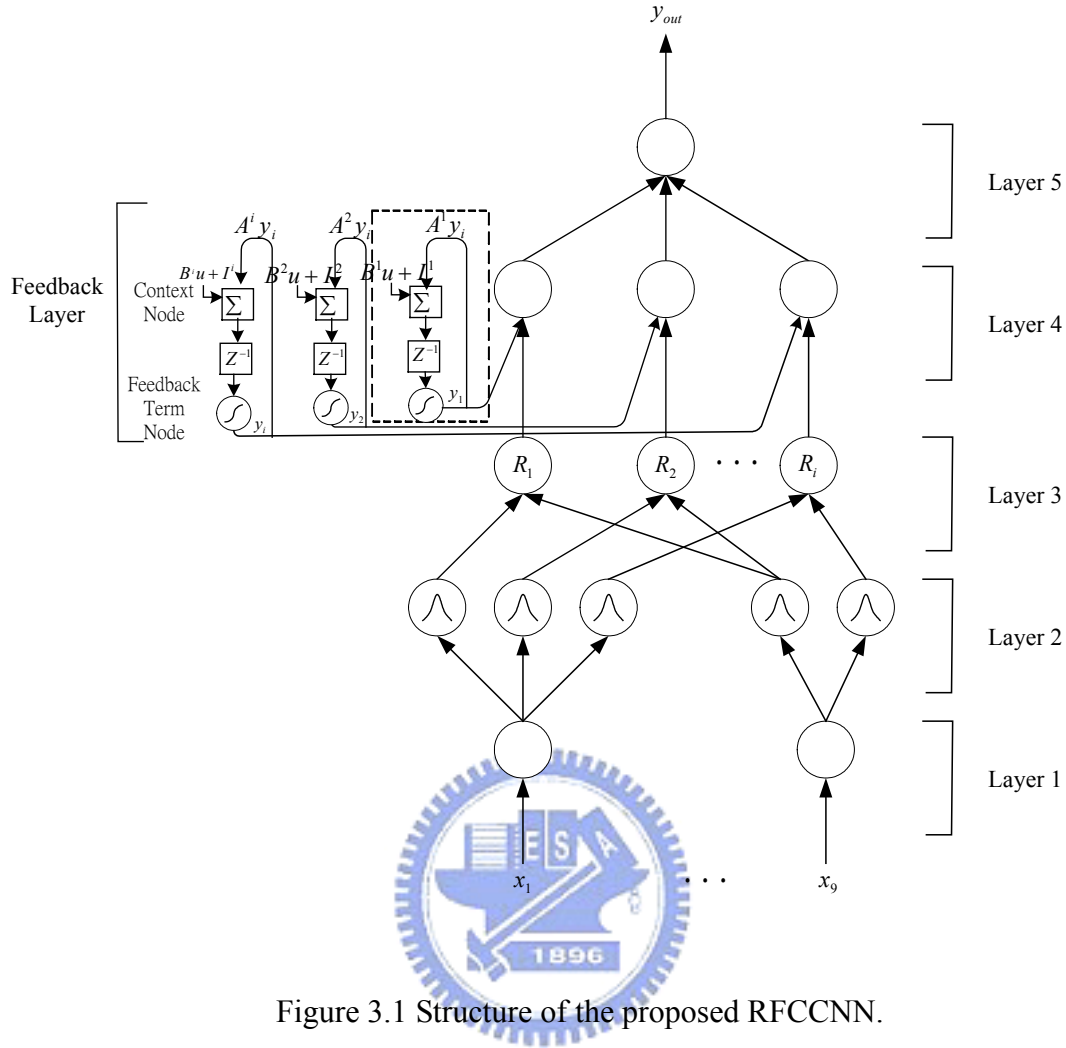 y_out
Layer 5
A^i y_i
A^2 y_i
A^1 y_i
B^i u + I^i
B^2 u + I^2
B^1 u + I^1
Feedback
Layer
Context
Node
Σ
Σ
Σ
Layer 4
Z^-1
Z^-1
Z^-1
Feedback
Term
Node
y_i
y_2
y_1
R_1
R_2
· · ·
R_i
Layer 3
Layer 2
Layer 1
E S A
x_1
· · ·
x_9
1896
Figure 3.1 Structure of the proposed RFCCNN.